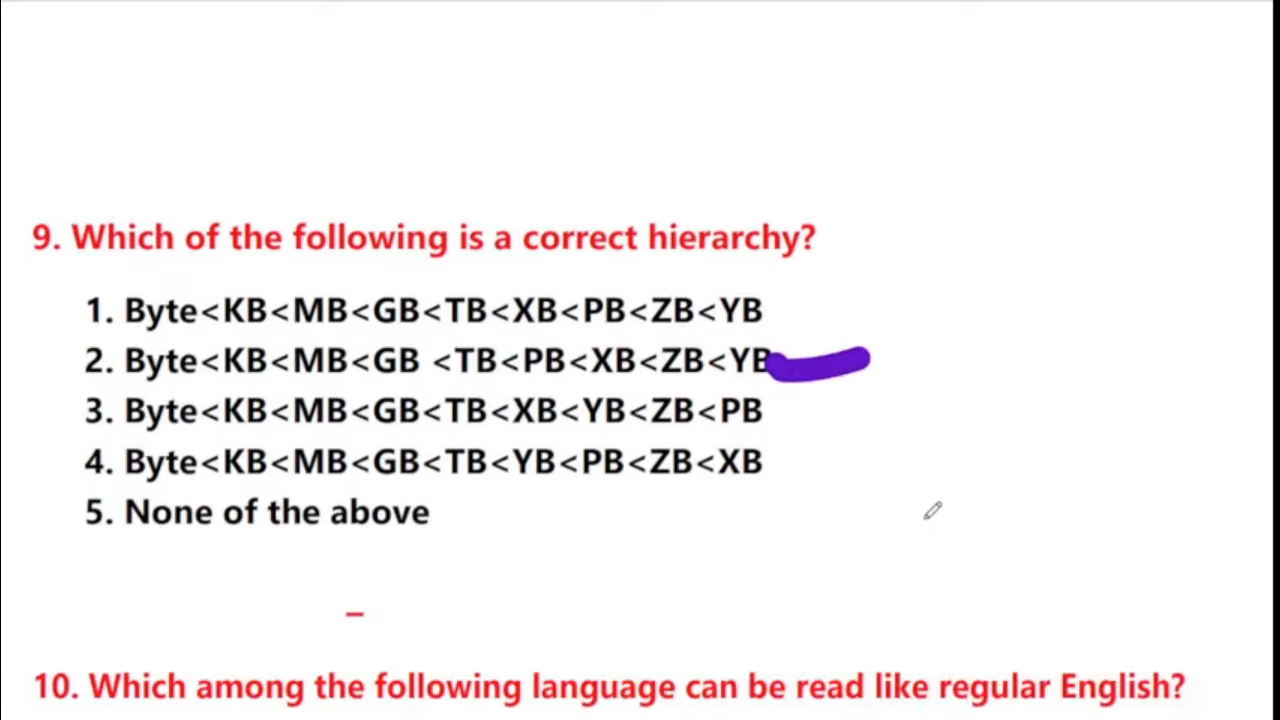 9. Which of the following is a correct hierarchy?
1. Byte<KB<MB<GB<TB<XB<PB<ZB<YB
2. Byte<KB<MB<GB <TB<PB<XB<ZB<YB
3. Byte<KB<MB<GB<TB<XB<YB<ZB<PB
4. Byte<KB<MB<GB<TB<YB<PB<ZB<XB
5. None of the above
10. Which among the following language can be read like regular English?